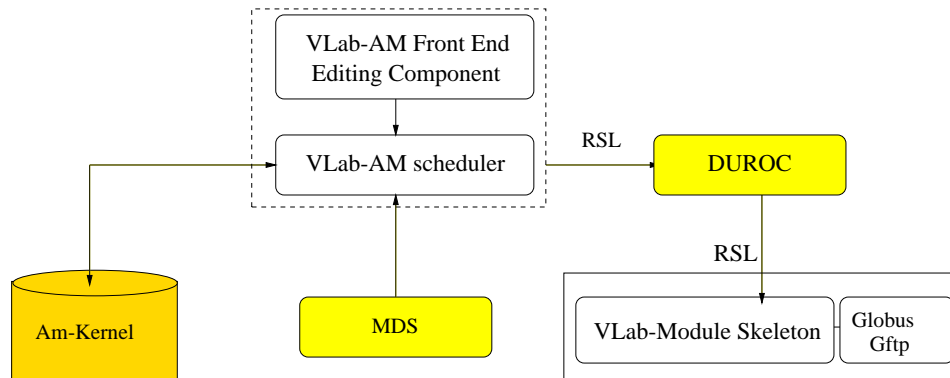 VLab-AM Front End
Editing Component
VLab-AM scheduler
RSL
DUROC
RSL
Am-Kernel
MDS
VLab-Module Skeleton
Globus
Gftp